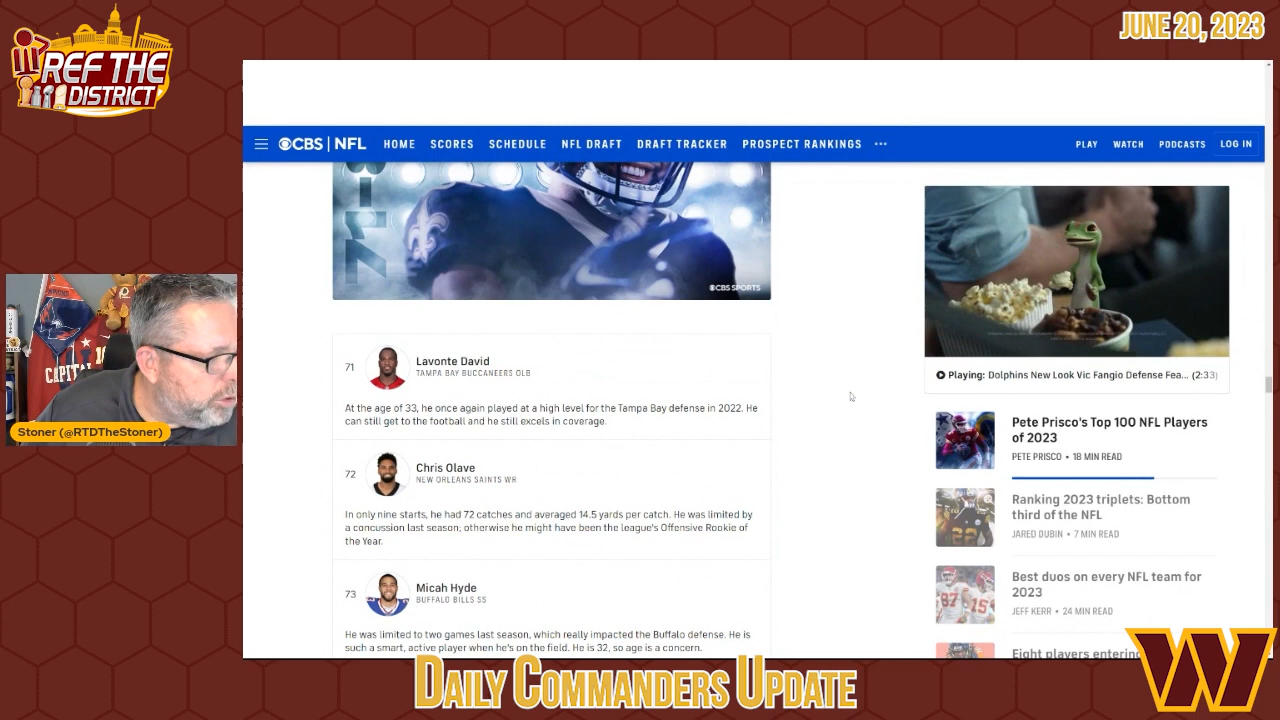 JUNE 20, 2023
REF THE
DISTRICT
CBS | NFL HOME SCORES SCHEDULE NFL DRAFT DRAFT TRACKER PROSPECT RANKINGS ••• PLAY WATCH PODCASTS LOG IN
CBS SPORTS
71 Lavonte David
TAMPA BAY BUCCANEERS OLB
At the age of 33, he once again played at a high level for the Tampa Bay defense in 2022. He
can still get to the football and he still excels in coverage.
72 Chris Olave
NEW ORLEANS SAINTS WR
In only nine starts, he had 72 catches and averaged 14.5 yards per catch. He was limited by
a concussion last season; otherwise he might have been the league's Offensive Rookie of
the Year.
73 Micah Hyde
BUFFALO BILLS SS
He was limited to two games last season, which really impacted the Buffalo defense. He is
such a smart, active player when he's on the field. He is 32, so age is a concern.
Playing: Dolphins New Look Vic Fangio Defense Fea... (2:33)
Pete Prisco's Top 100 NFL Players
of 2023
PETE PRISCO • 18 MIN READ
Ranking 2023 triplets: Bottom
third of the NFL
JARED DUBIN • 7 MIN READ
Best duos on every NFL team for
2023
JEFF KERR • 24 MIN READ
Eight players entering
CAPITAL
Stoner (@RTDTheStoner)
DAILY COMMANDERS UPDATE
W